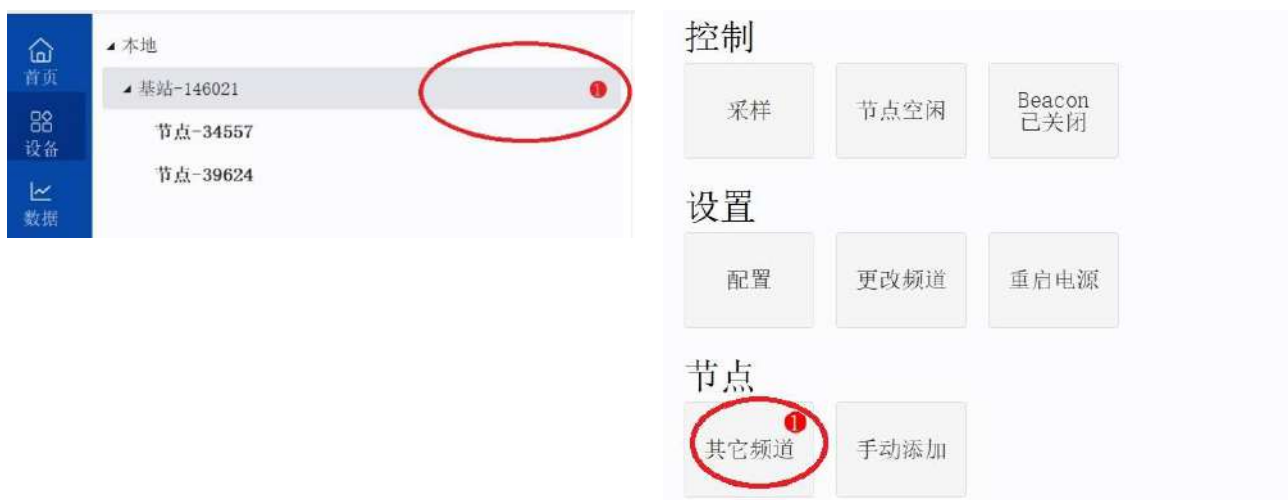 首页
设备
数据
本地
基站-146021
1
节点-34557
节点-39624
控制
采样
节点空闲
Beacon
已关闭
设置
配置
更改频道
重启电源
节点
其它频道
1
手动添加